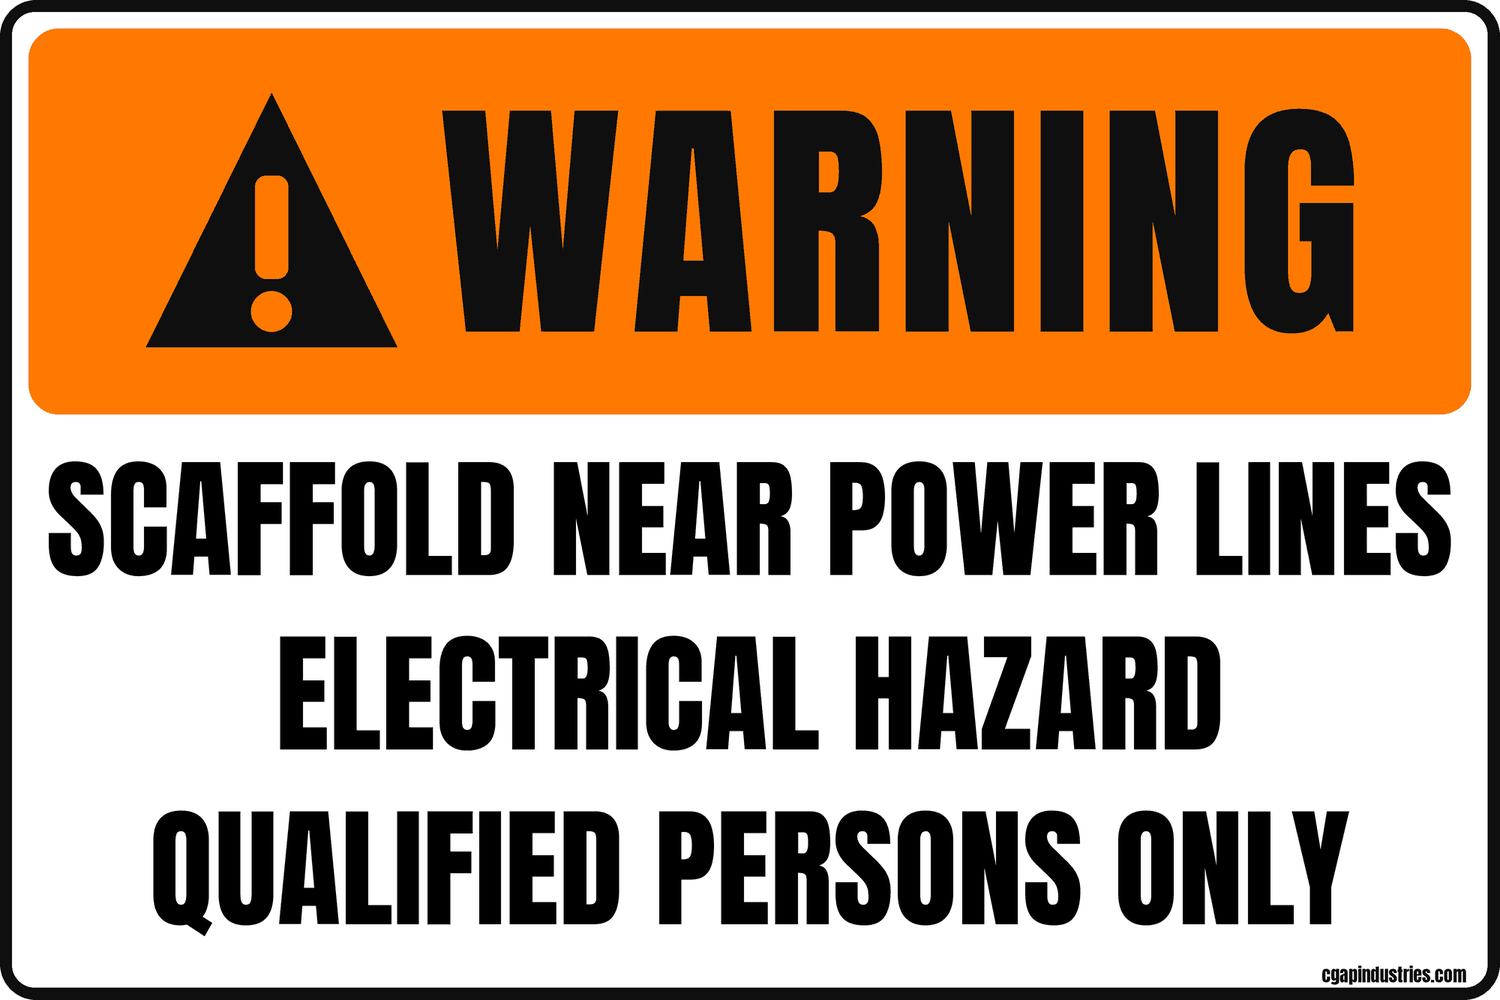 WARNING
SCAFFOLD NEAR POWER LINES
ELECTRICAL HAZARD
QUALIFIED PERSONS ONLY
cgapindustries.com